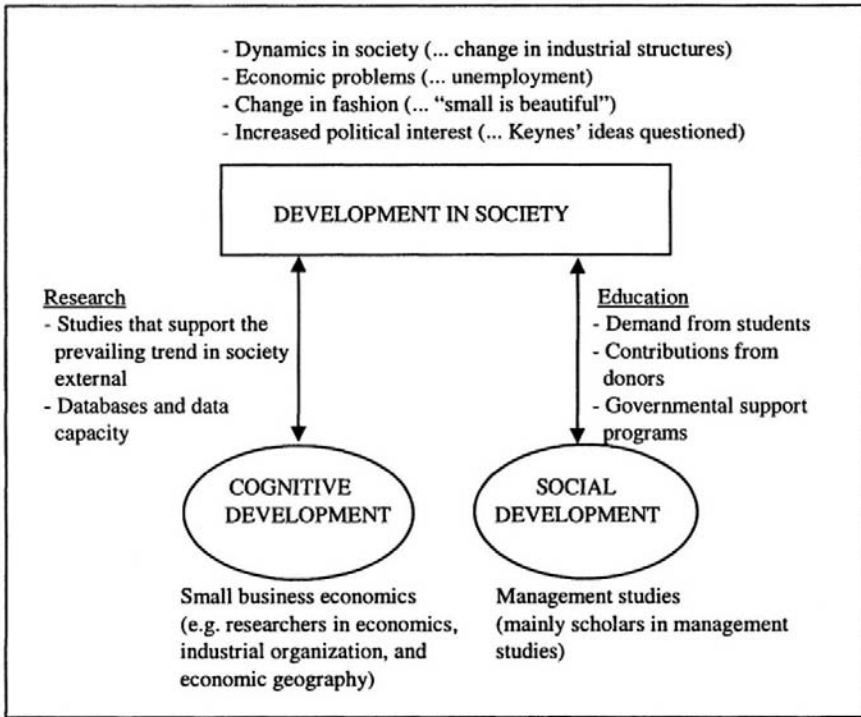 - Dynamics in society (... change in industrial structures)
- Economic problems (... unemployment)
- Change in fashion (... “small is beautiful”)
- Increased political interest (... Keynes’ ideas questioned)
DEVELOPMENT IN SOCIETY
Research
- Studies that support the
prevailing trend in society
external
- Databases and data
capacity
Education
- Demand from students
- Contributions from
donors
- Governmental support
programs
COGNITIVE
DEVELOPMENT
SOCIAL
DEVELOPMENT
Small business economics
(e.g. researchers in economics,
industrial organization, and
economic geography)
Management studies
(mainly scholars in management
studies)